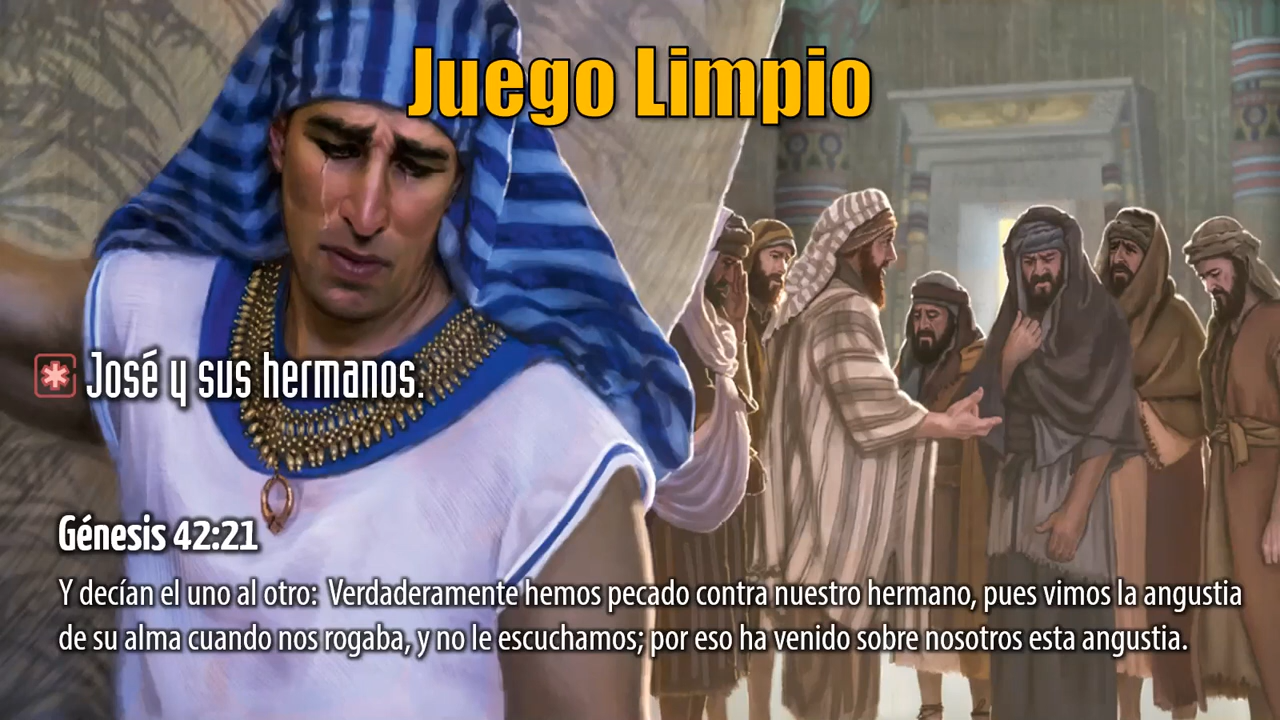 Juego Limpio
José y sus hermanos.
Génesis 42:21
Y decían el uno al otro: Verdaderamente hemos pecado contra nuestro hermano, pues vimos la angustia
de su alma cuando nos rogaba, y no le escuchamos; por eso ha venido sobre nosotros esta angustia.